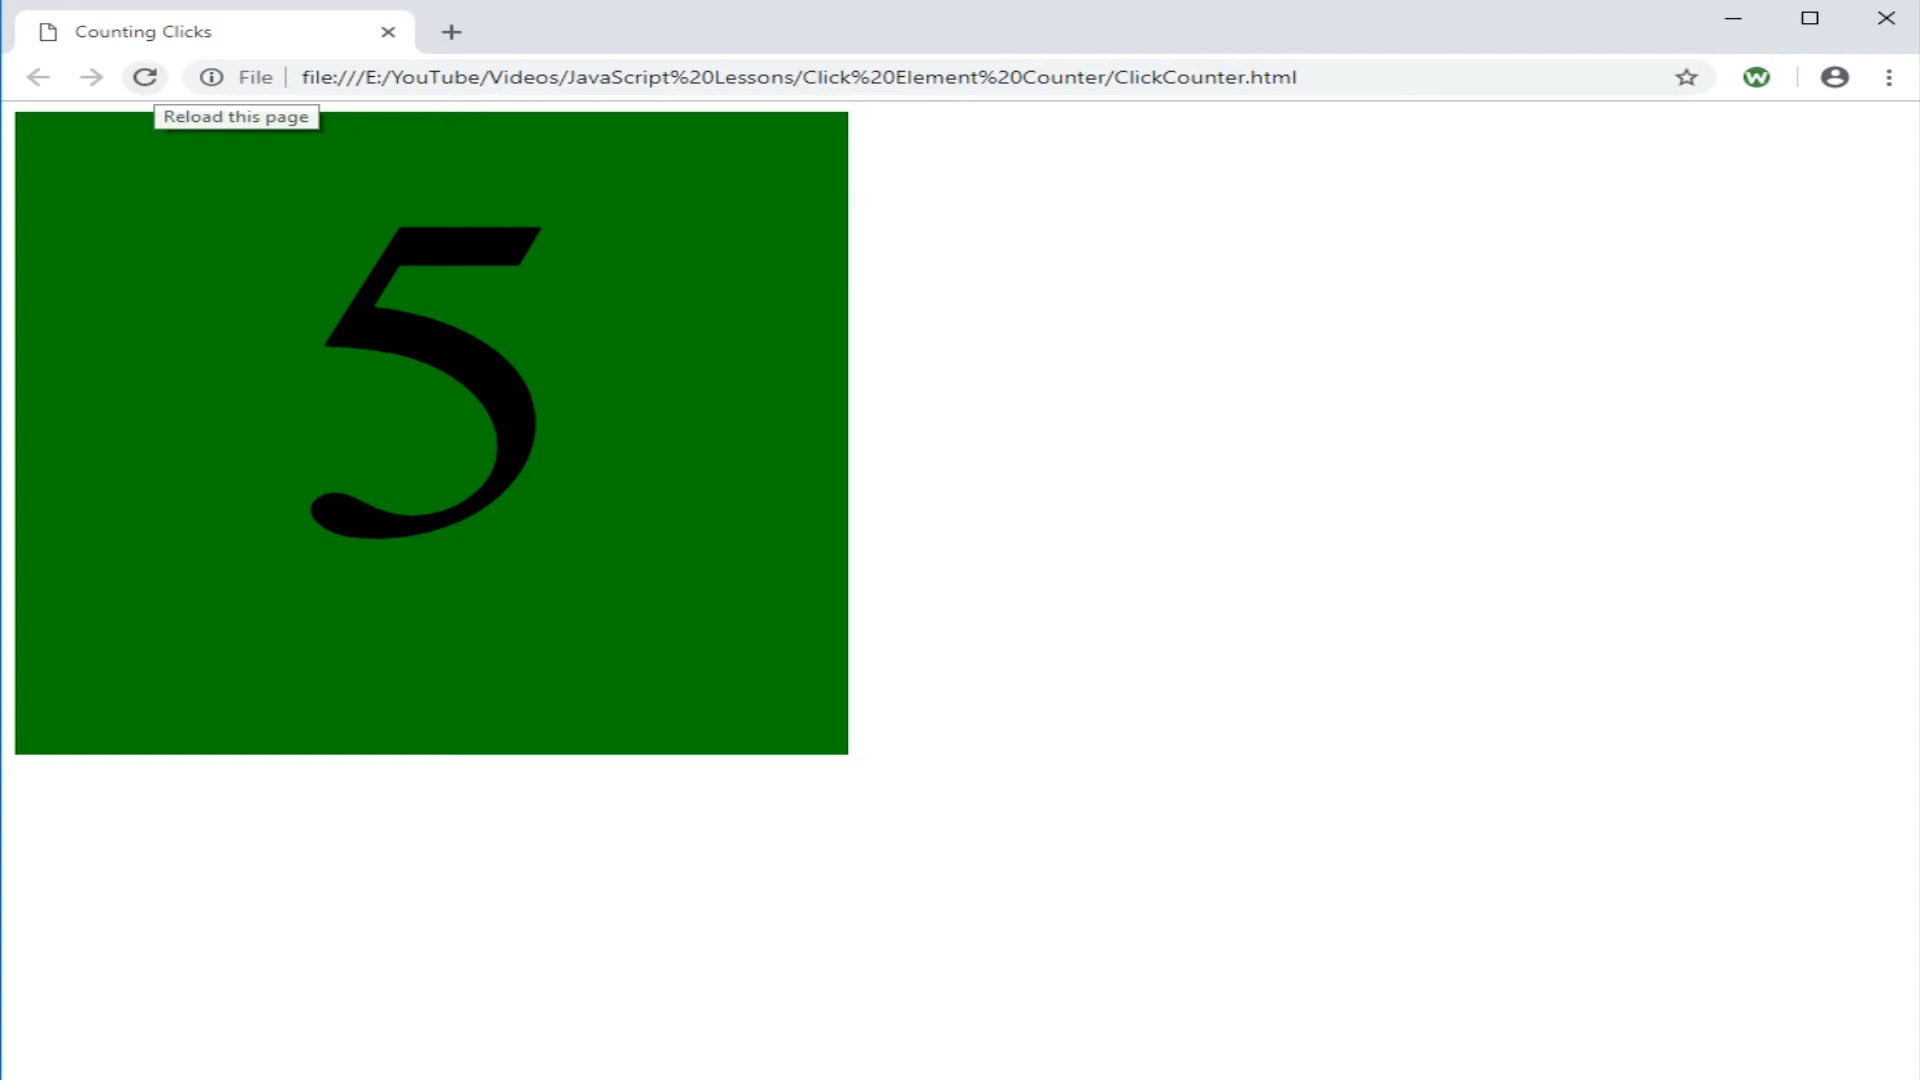 Counting Clicks
File file:///E:/YouTube/Videos/JavaScript%20Lessons/Click%20Element%20Counter/ClickCounter.html
W
Reload this page
5